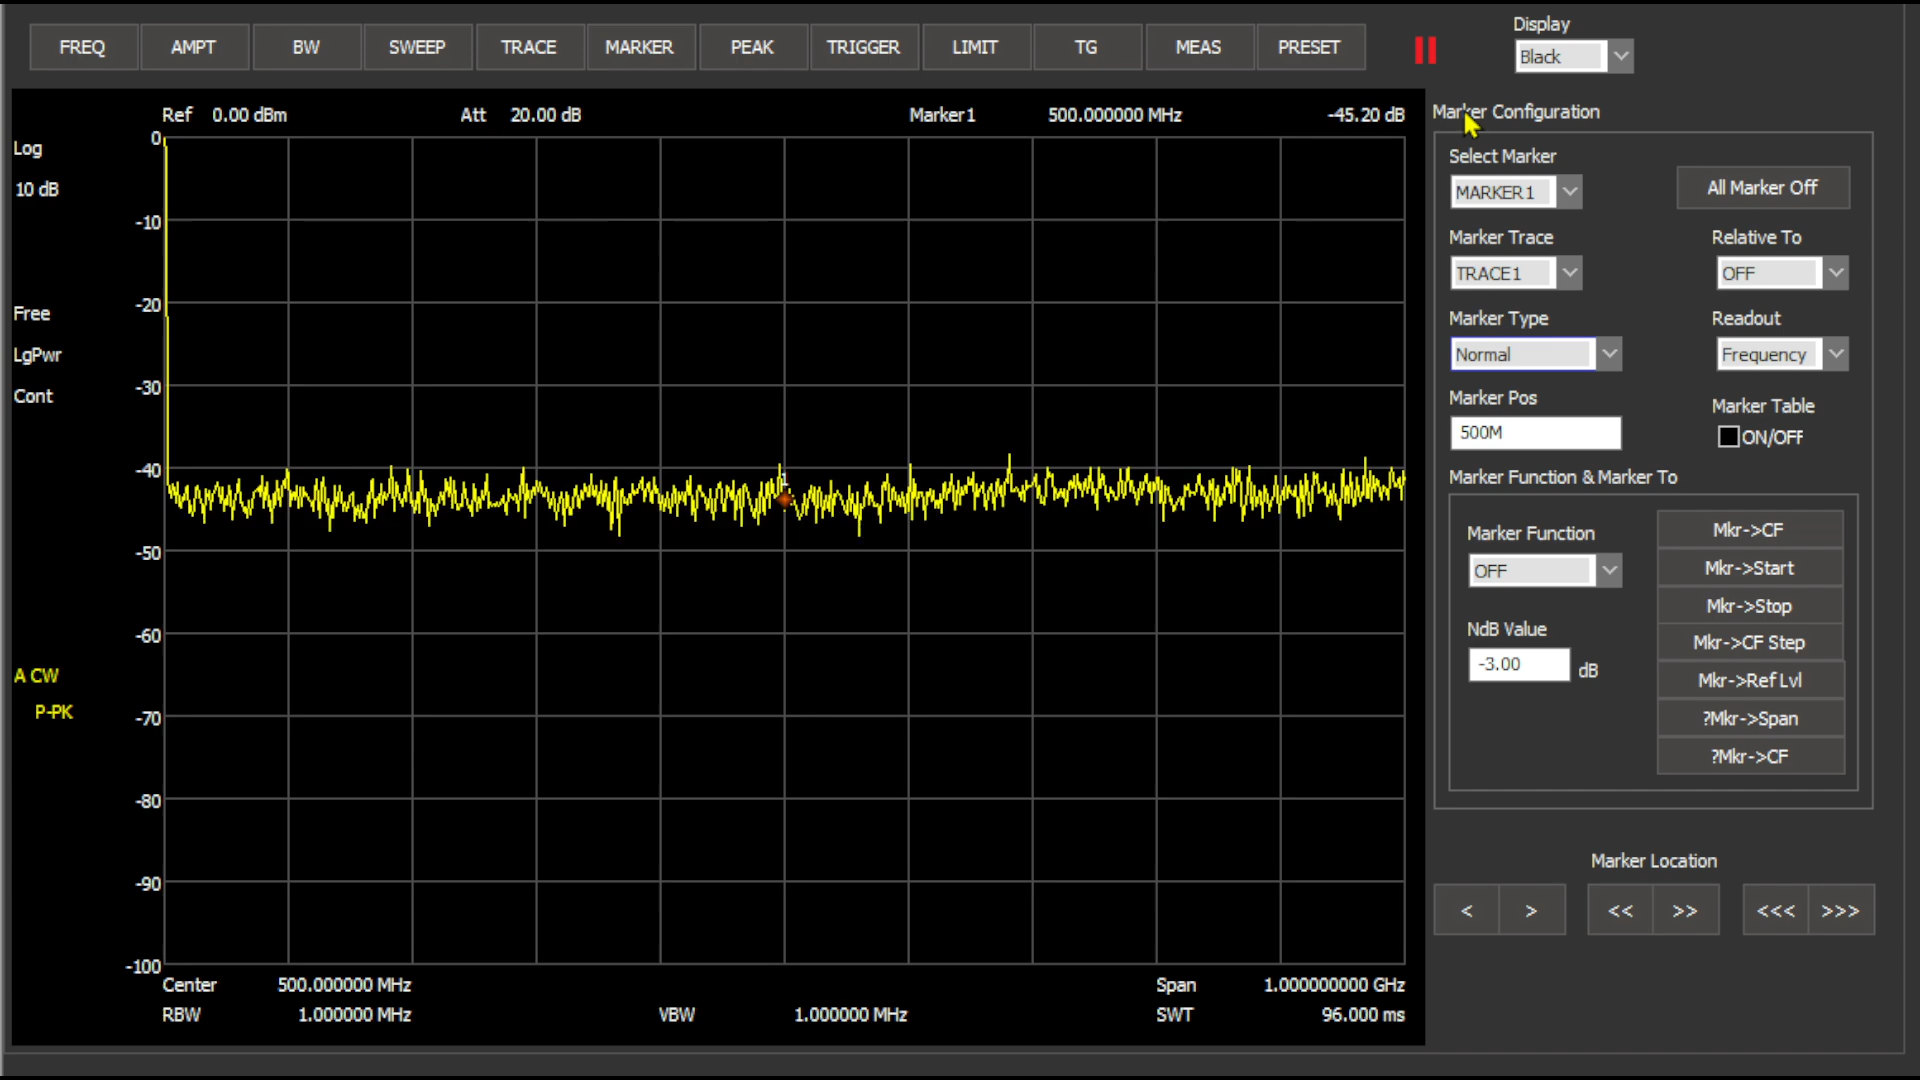 FREQ AMPT BW SWEEP TRACE MARKER PEAK TRIGGER LIMIT TG MEAS PRESET
Display
Black
Ref 0.00 dBm Att 20.00 dB Marker1 500.000000 MHz -45.20 dB
Log
10 dB
Free
LgPwr
Cont
A CW
P-PK
0
-10
-20
-30
-40
-50
-60
-70
-80
-90
-100
1
Center 500.000000 MHz Span 1.000000000 GHz
RBW 1.000000 MHz VBW 1.000000 MHz SWT 96.000 ms
Marker Configuration
Select Marker
MARKER1 All Marker Off
Marker Trace Relative To
TRACE1 OFF
Marker Type Readout
Normal Frequency
Marker Pos Marker Table
500M ON/OFF
Marker Function & Marker To
Marker Function
OFF
NdB Value
-3.00 dB
Mkr->CF
Mkr->Start
Mkr->Stop
Mkr->CF Step
Mkr->Ref Lvl
?Mkr->Span
?Mkr->CF
Marker Location
< > << >> <<< >>>